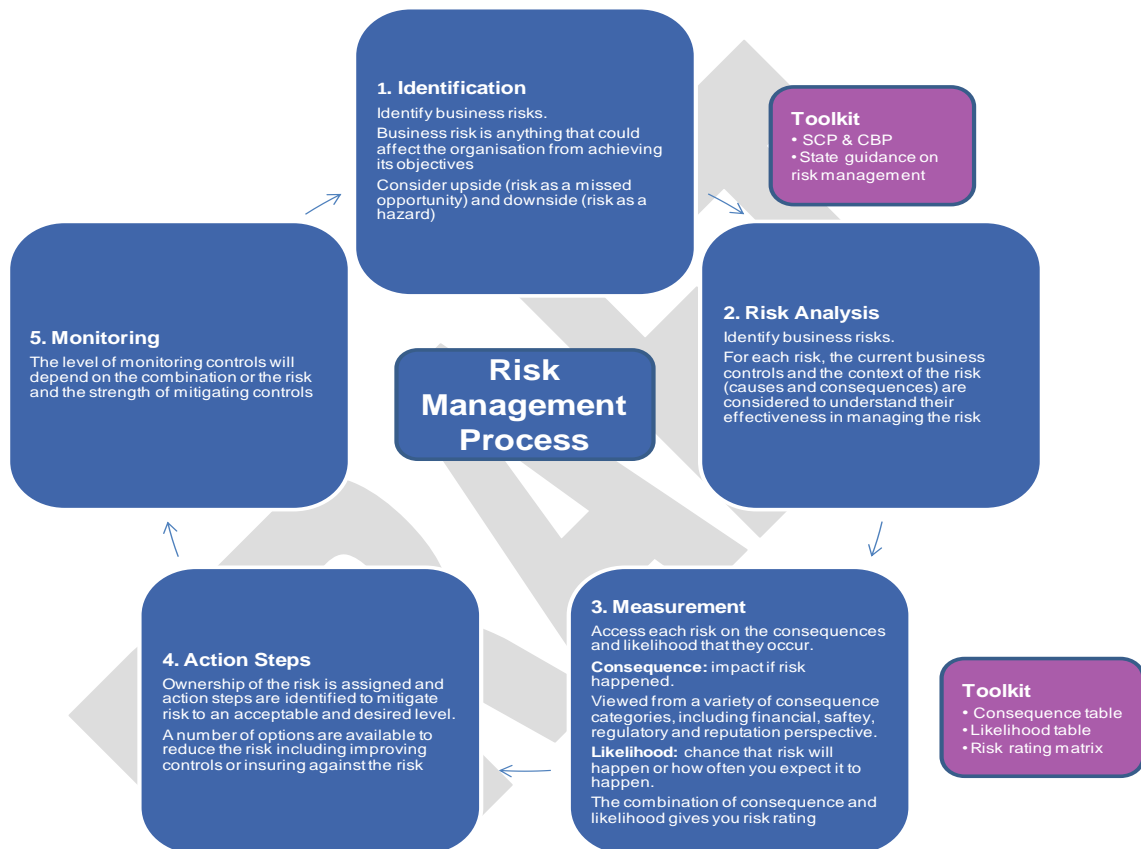 1. Identification
Identify business risks.
Business risk is anything that could
affect the organisation from achieving
its objectives
Consider upside (risk as a missed
opportunity) and downside (risk as a
hazard)
Toolkit
• SCP & CBP
• State guidance on
risk management
2. Risk Analysis
Identify business risks.
For each risk, the current business
controls and the context of the risk
(causes and consequences) are
considered to understand their
effectiveness in managing the risk
Risk
Management
Process
5. Monitoring
The level of monitoring controls will
depend on the combination or the risk
and the strength of mitigating controls
3. Measurement
Access each risk on the consequences
and likelihood that they occur.
Consequence: impact if risk
happened.
Viewed from a variety of consequence
categories, including financial, saftey,
regulatory and reputation perspective.
Likelihood: chance that risk will
happen or how often you expect it to
happen.
The combination of consequence and
likelihood gives you risk rating
Toolkit
• Consequence table
• Likelihood table
• Risk rating matrix
4. Action Steps
Ownership of the risk is assigned and
action steps are identified to mitigate
risk to an acceptable and desired level.
A number of options are available to
reduce the risk including improving
controls or insuring against the risk